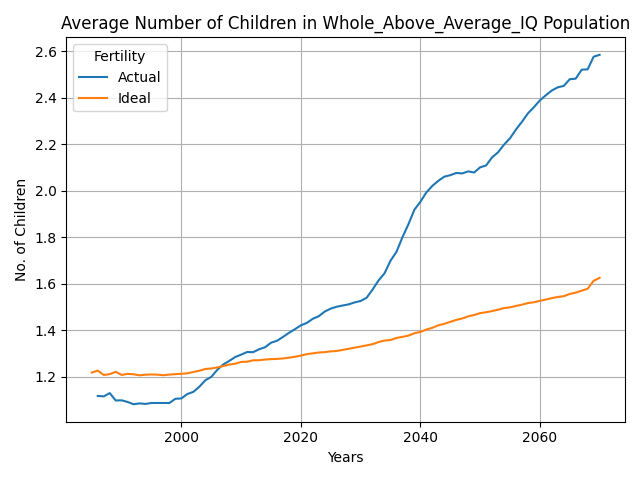 Average Number of Children in Whole_Above_Average_IQ Population
Fertility
Actual
Ideal
No. of Children
2.6
2.4
2.2
2.0
1.8
1.6
1.4
1.2
2000 2020 2040 2060
Years